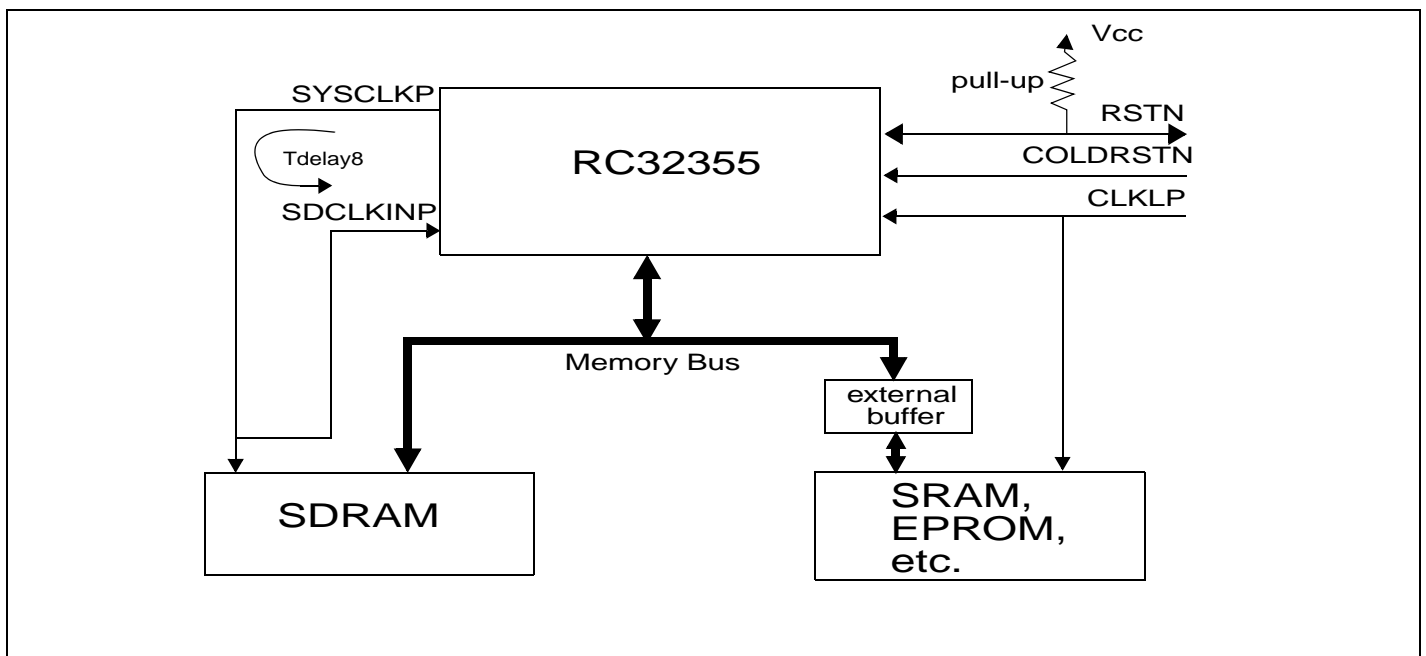 Vcc
pull-up
SYSCLKP
RSTN
RC32355
Tdelay8
COLDRSTN
CLKLP
SDCLKINP
Memory Bus
external
buffer
SDRAM
SRAM,
EPROM,
etc.